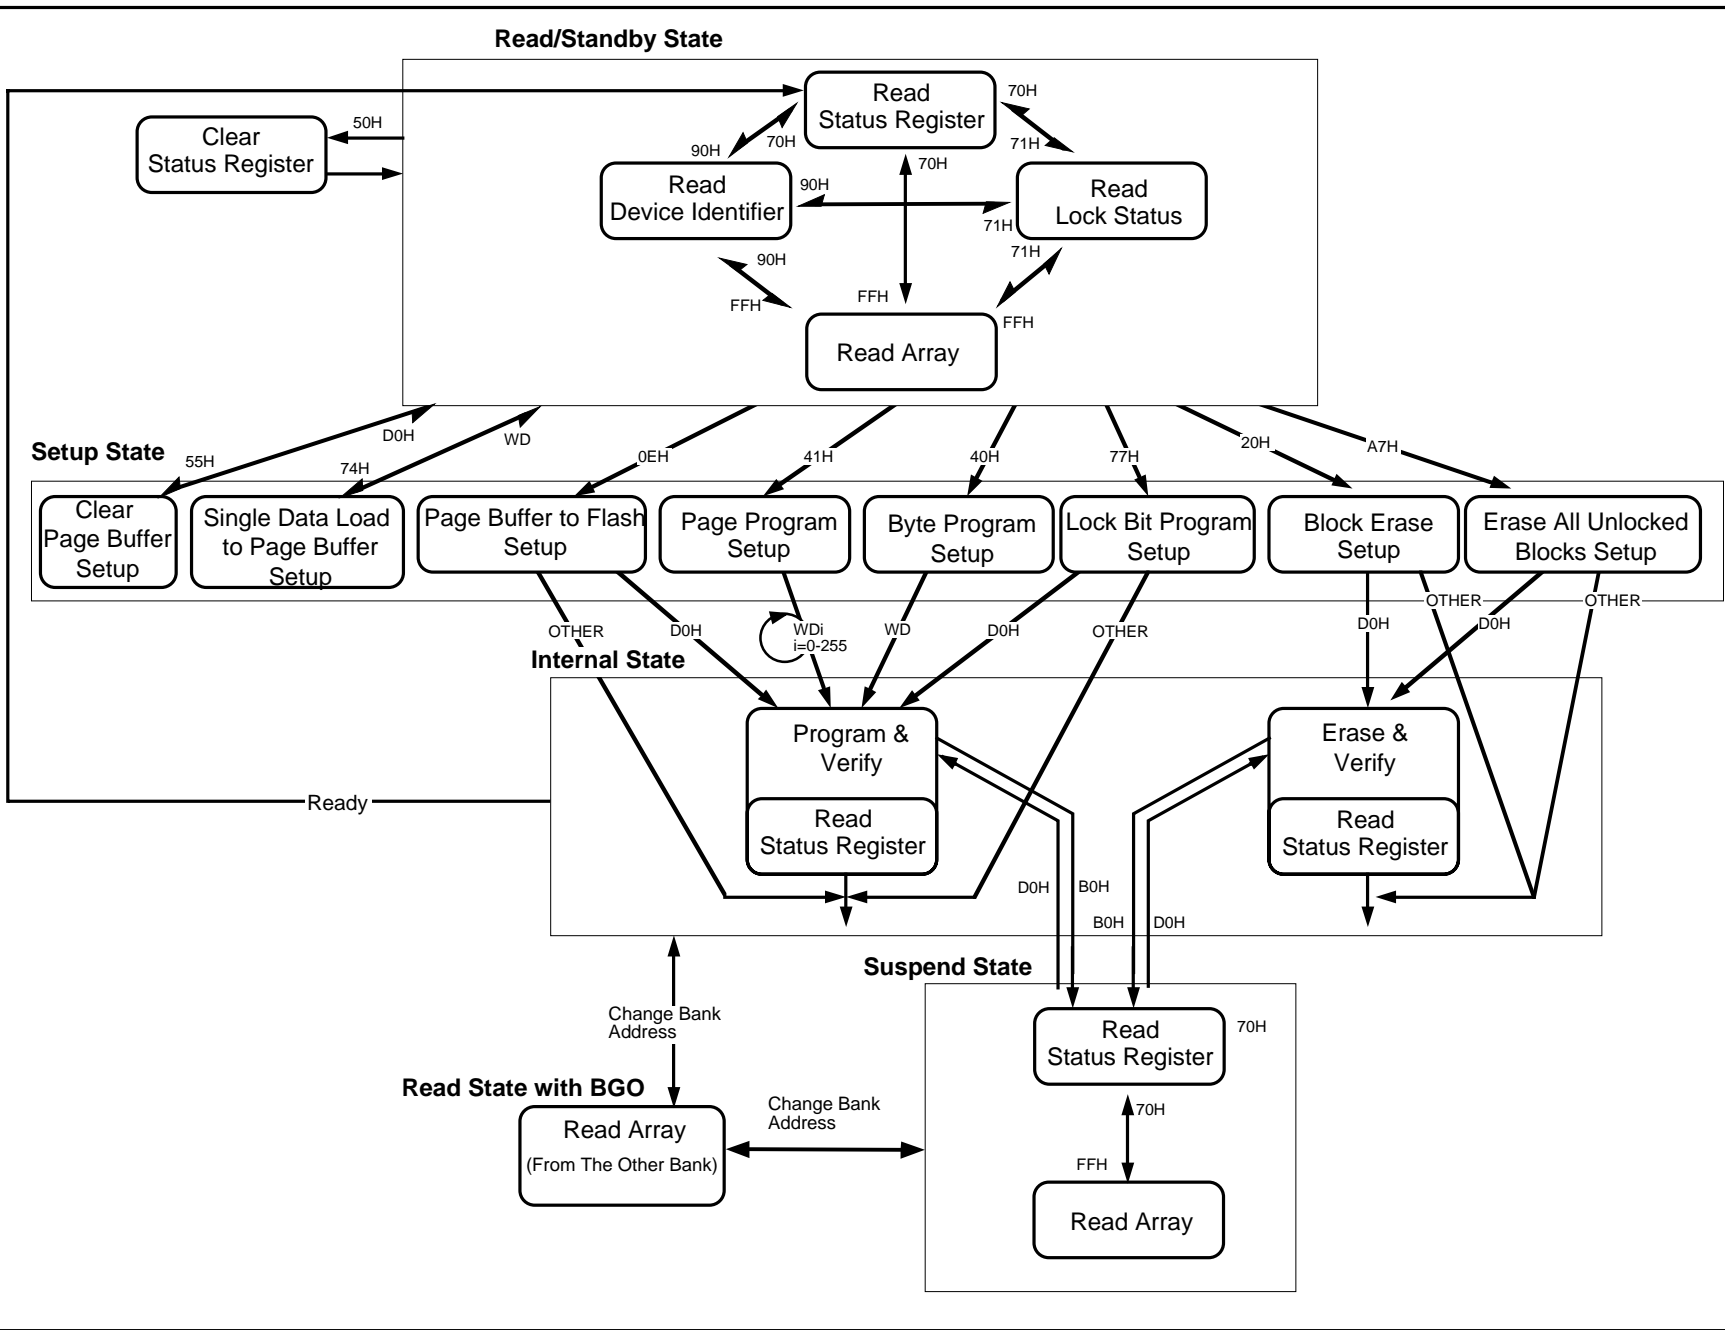 Read/Standby State
Read
Status Register
70H
50H
Clear
Status Register
90H
70H
71H
70H
Read
Device Identifier
90H
Read
Lock Status
71H
71H
90H
FFH
FFH
FFH
Read Array
D0H
WD
Setup State
55H
74H
0EH
41H
40H
77H
20H
A7H
Clear
Page Buffer
Setup
Single Data Load
to Page Buffer
Setup
Page Buffer to Flash
Setup
Page Program
Setup
Byte Program
Setup
Lock Bit Program
Setup
Block Erase
Setup
Erase All Unlocked
Blocks Setup
OTHER
D0H
WDi
i=0-255
WD
D0H
OTHER
D0H
OTHER
D0H
OTHER
Internal State
Program &
Verify
Read
Status Register
Erase &
Verify
Read
Status Register
Ready
D0H
B0H
B0H
D0H
Suspend State
Change Bank
Address
Read
Status Register
70H
Read State with BGO
Read Array
(From The Other Bank)
Change Bank
Address
70H
FFH
Read Array